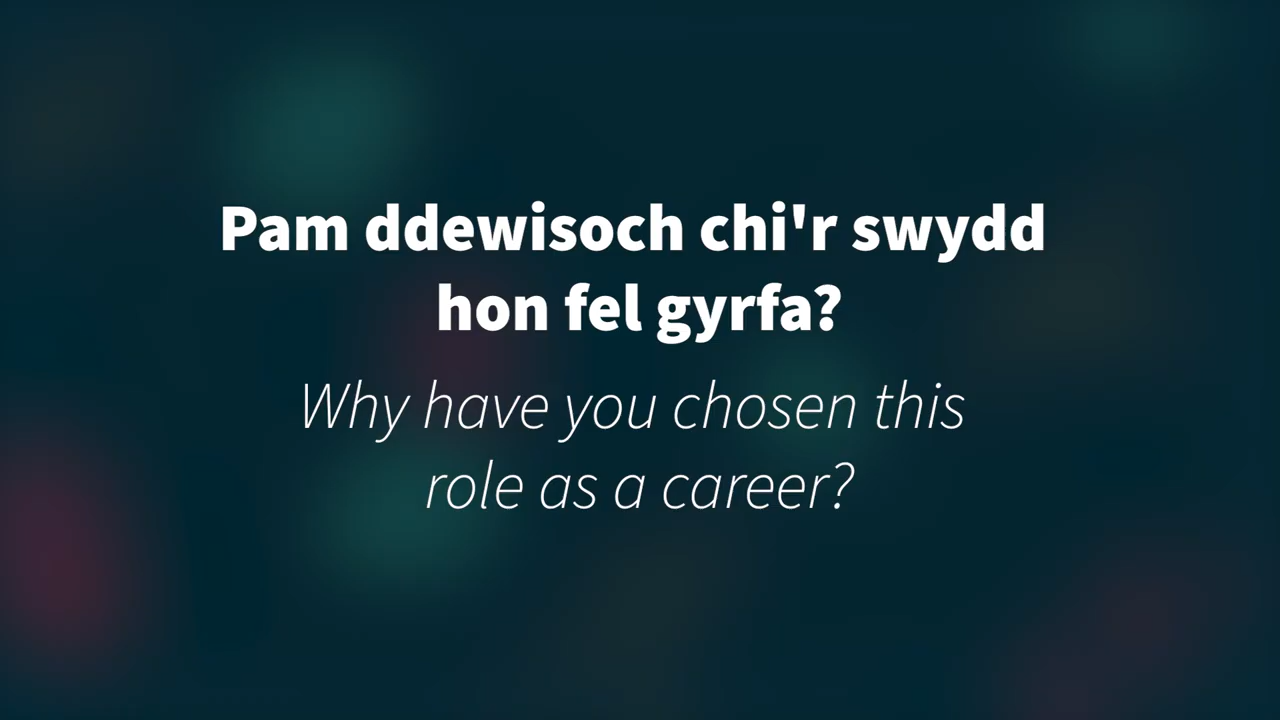 Pam ddewisoch chi'r swydd
hon fel gyrfa?
Why have you chosen this
role as a career?